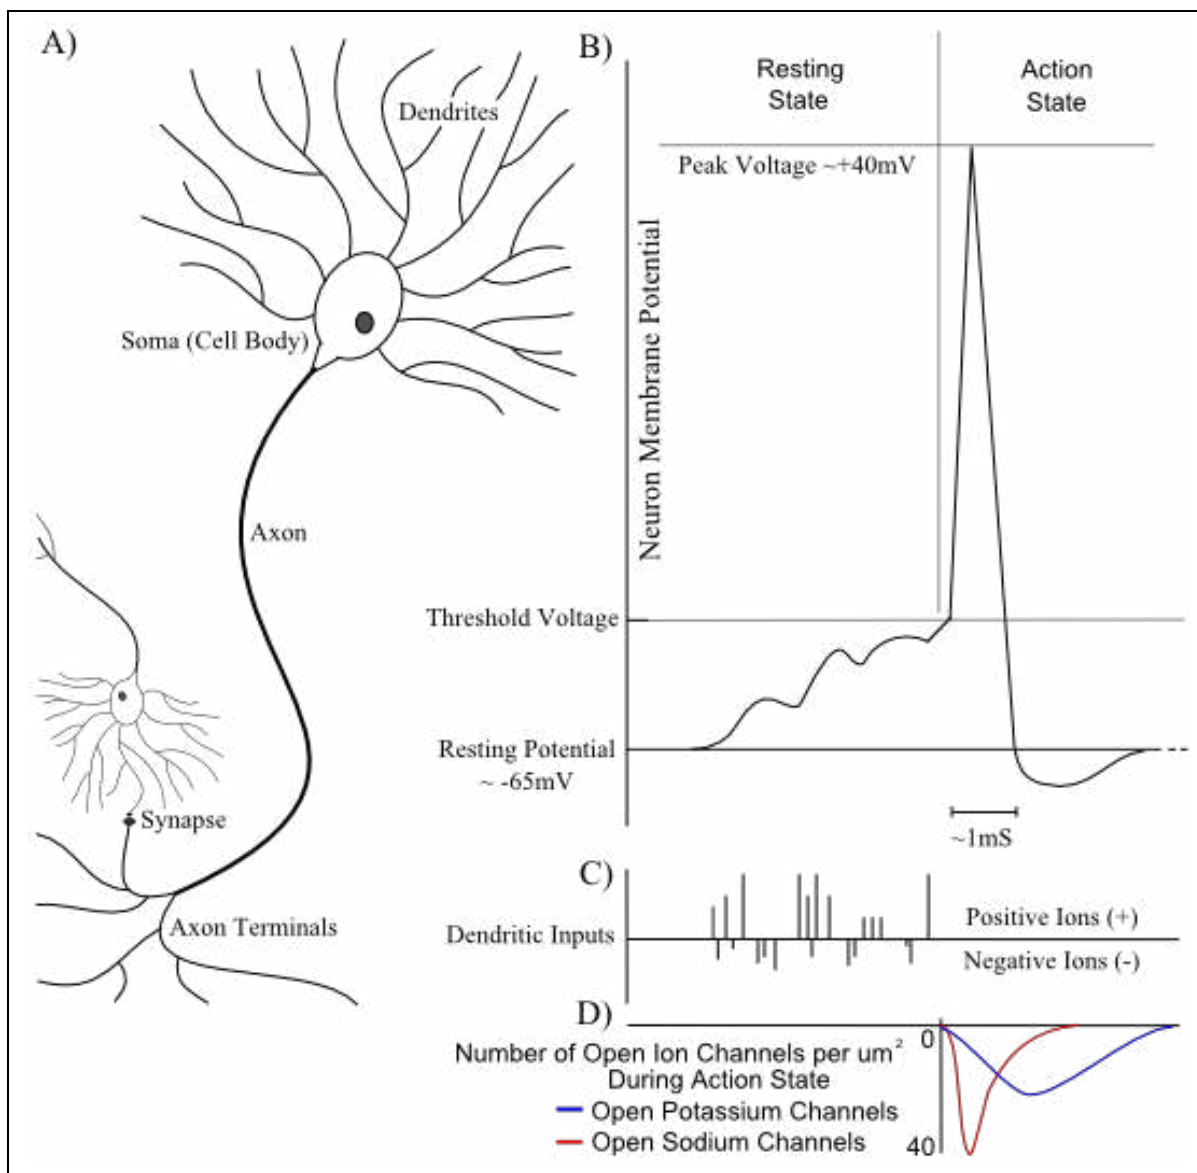 A)
Dendrites
Soma (Cell Body)
Axon
Synapse
Axon Terminals
B)
Resting
State
Action
State
Peak Voltage ~+40mV
Neuron Membrane Potential
Threshold Voltage
Resting Potential
~ -65mV
~1mS
C)
Dendritic Inputs
Positive Ions (+)
Negative Ions (-)
D)
0
Number of Open Ion Channels per um²
During Action State
Open Potassium Channels
Open Sodium Channels
40